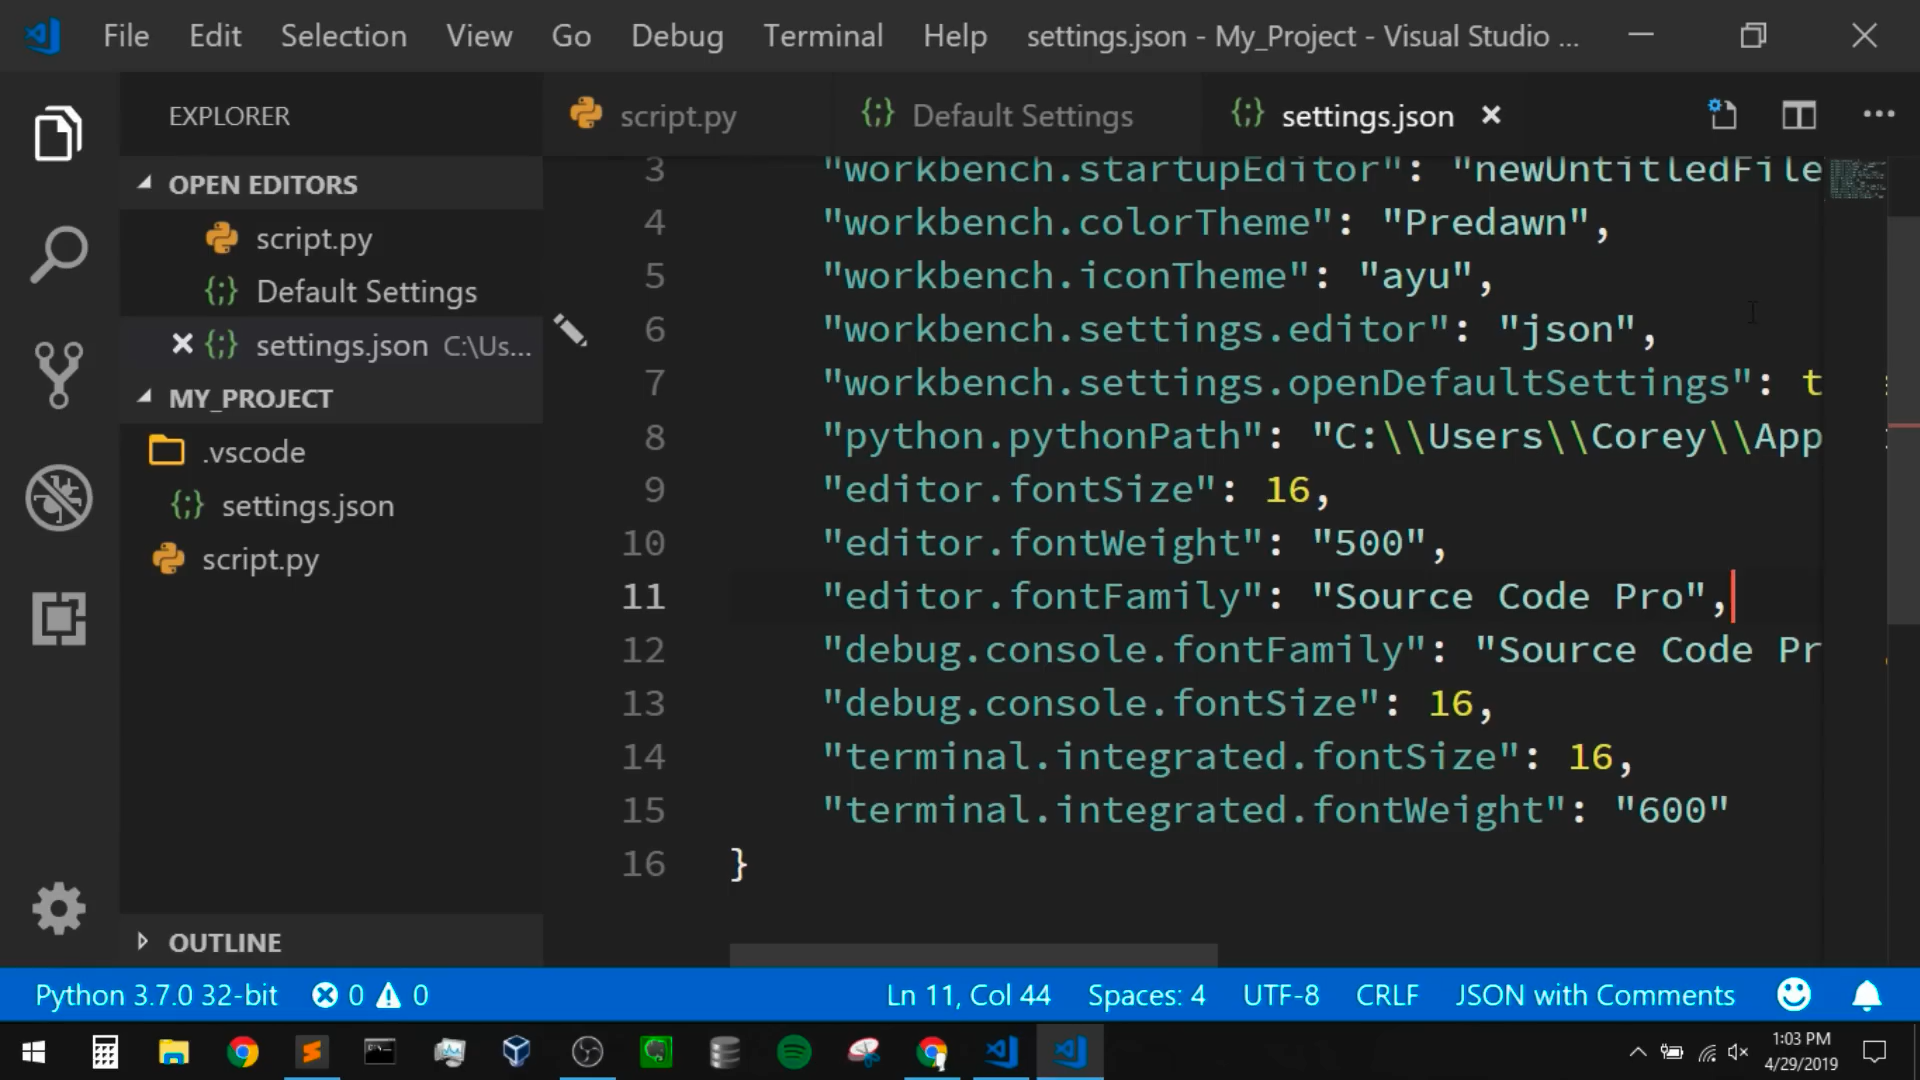 File Edit Selection View Go Debug Terminal Help settings.json - My_Project - Visual Studio ...
EXPLORER
OPEN EDITORS
script.py
Default Settings
settings.json C:\Us...
MY_PROJECT
.vscode
settings.json
script.py
OUTLINE
script.py Default Settings settings.json
3 "workbench.startupEditor": "newUntitledFile
4 "workbench.colorTheme": "Predawn",
5 "workbench.iconTheme": "ayu",
6 "workbench.settings.editor": "json",
7 "workbench.settings.openDefaultSettings": t
8 "python.pythonPath": "C:\\Users\\Corey\\App
9 "editor.fontSize": 16,
10 "editor.fontWeight": "500",
11 "editor.fontFamily": "Source Code Pro",
12 "debug.console.fontFamily": "Source Code Pr
13 "debug.console.fontSize": 16,
14 "terminal.integrated.fontSize": 16,
15 "terminal.integrated.fontWeight": "600"
16 }
Python 3.7.0 32-bit 0 0 Ln 11, Col 44 Spaces: 4 UTF-8 CRLF JSON with Comments
1:03 PM
4/29/2019